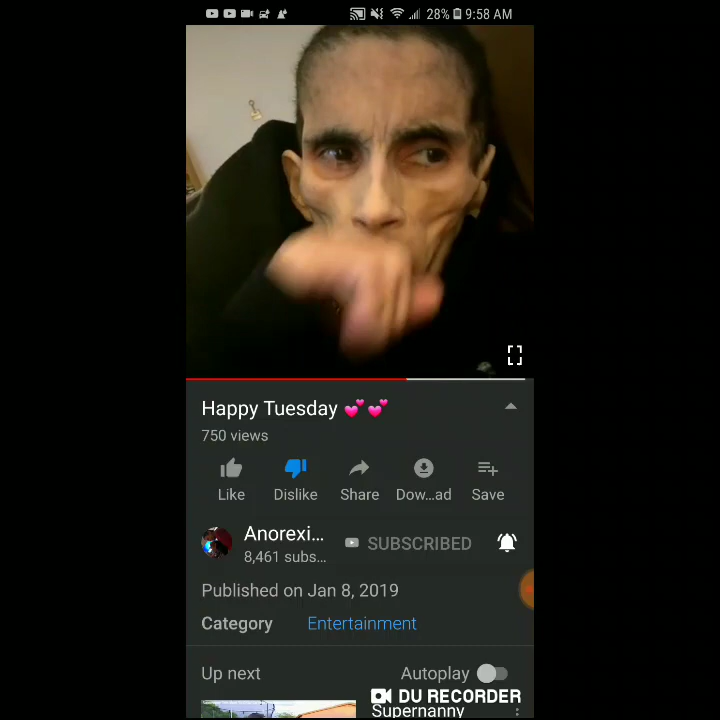 28% 9:58 AM
Happy Tuesday 💕💕
750 views
Like Dislike Share Dow...ad Save
Anorexi... SUBSCRIBED
8,461 subs...
Published on Jan 8, 2019
Category Entertainment
Up next Autoplay
DU RECORDER
Supernanny